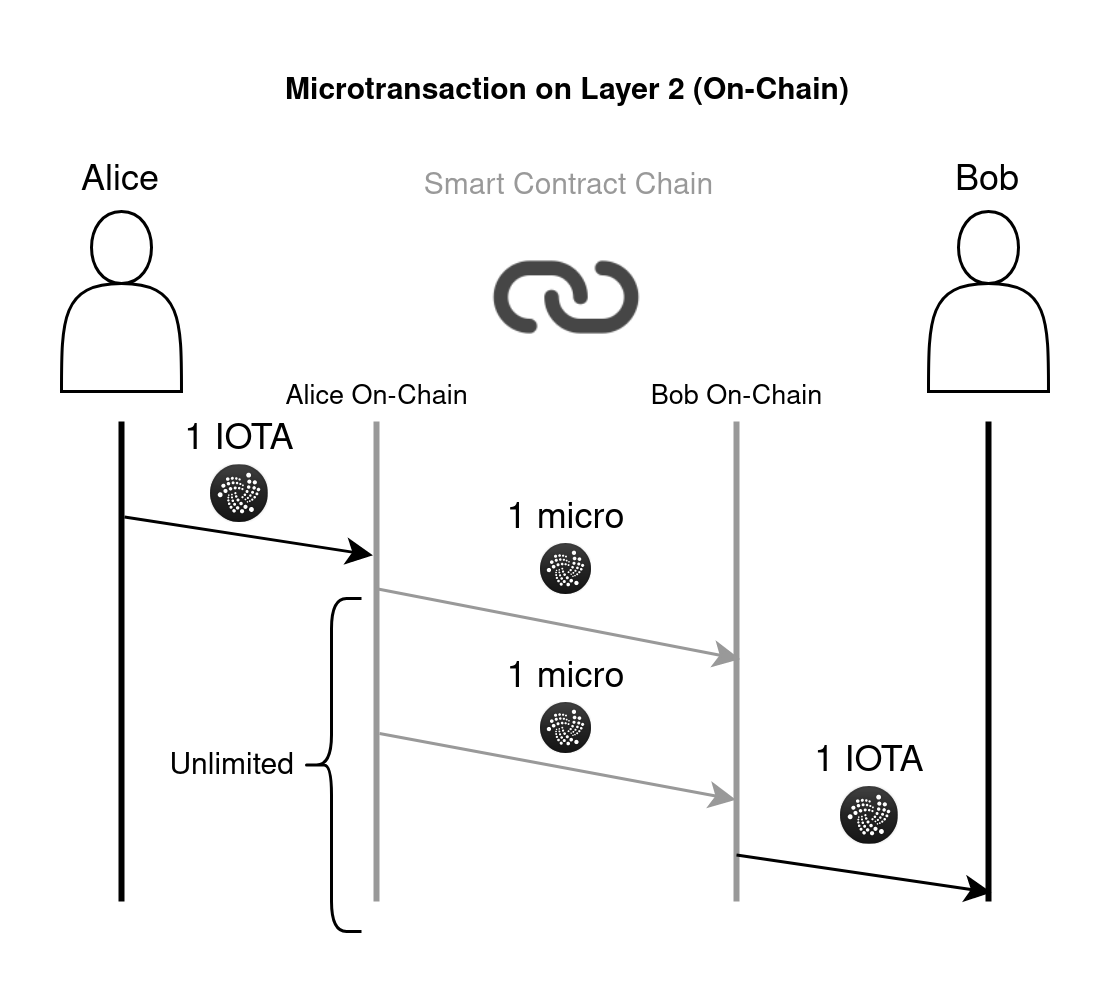 Microtransaction on Layer 2 (On-Chain)
Alice
Smart Contract Chain
Bob
Alice On-Chain
Bob On-Chain
1 IOTA
1 micro
1 micro
Unlimited
1 IOTA